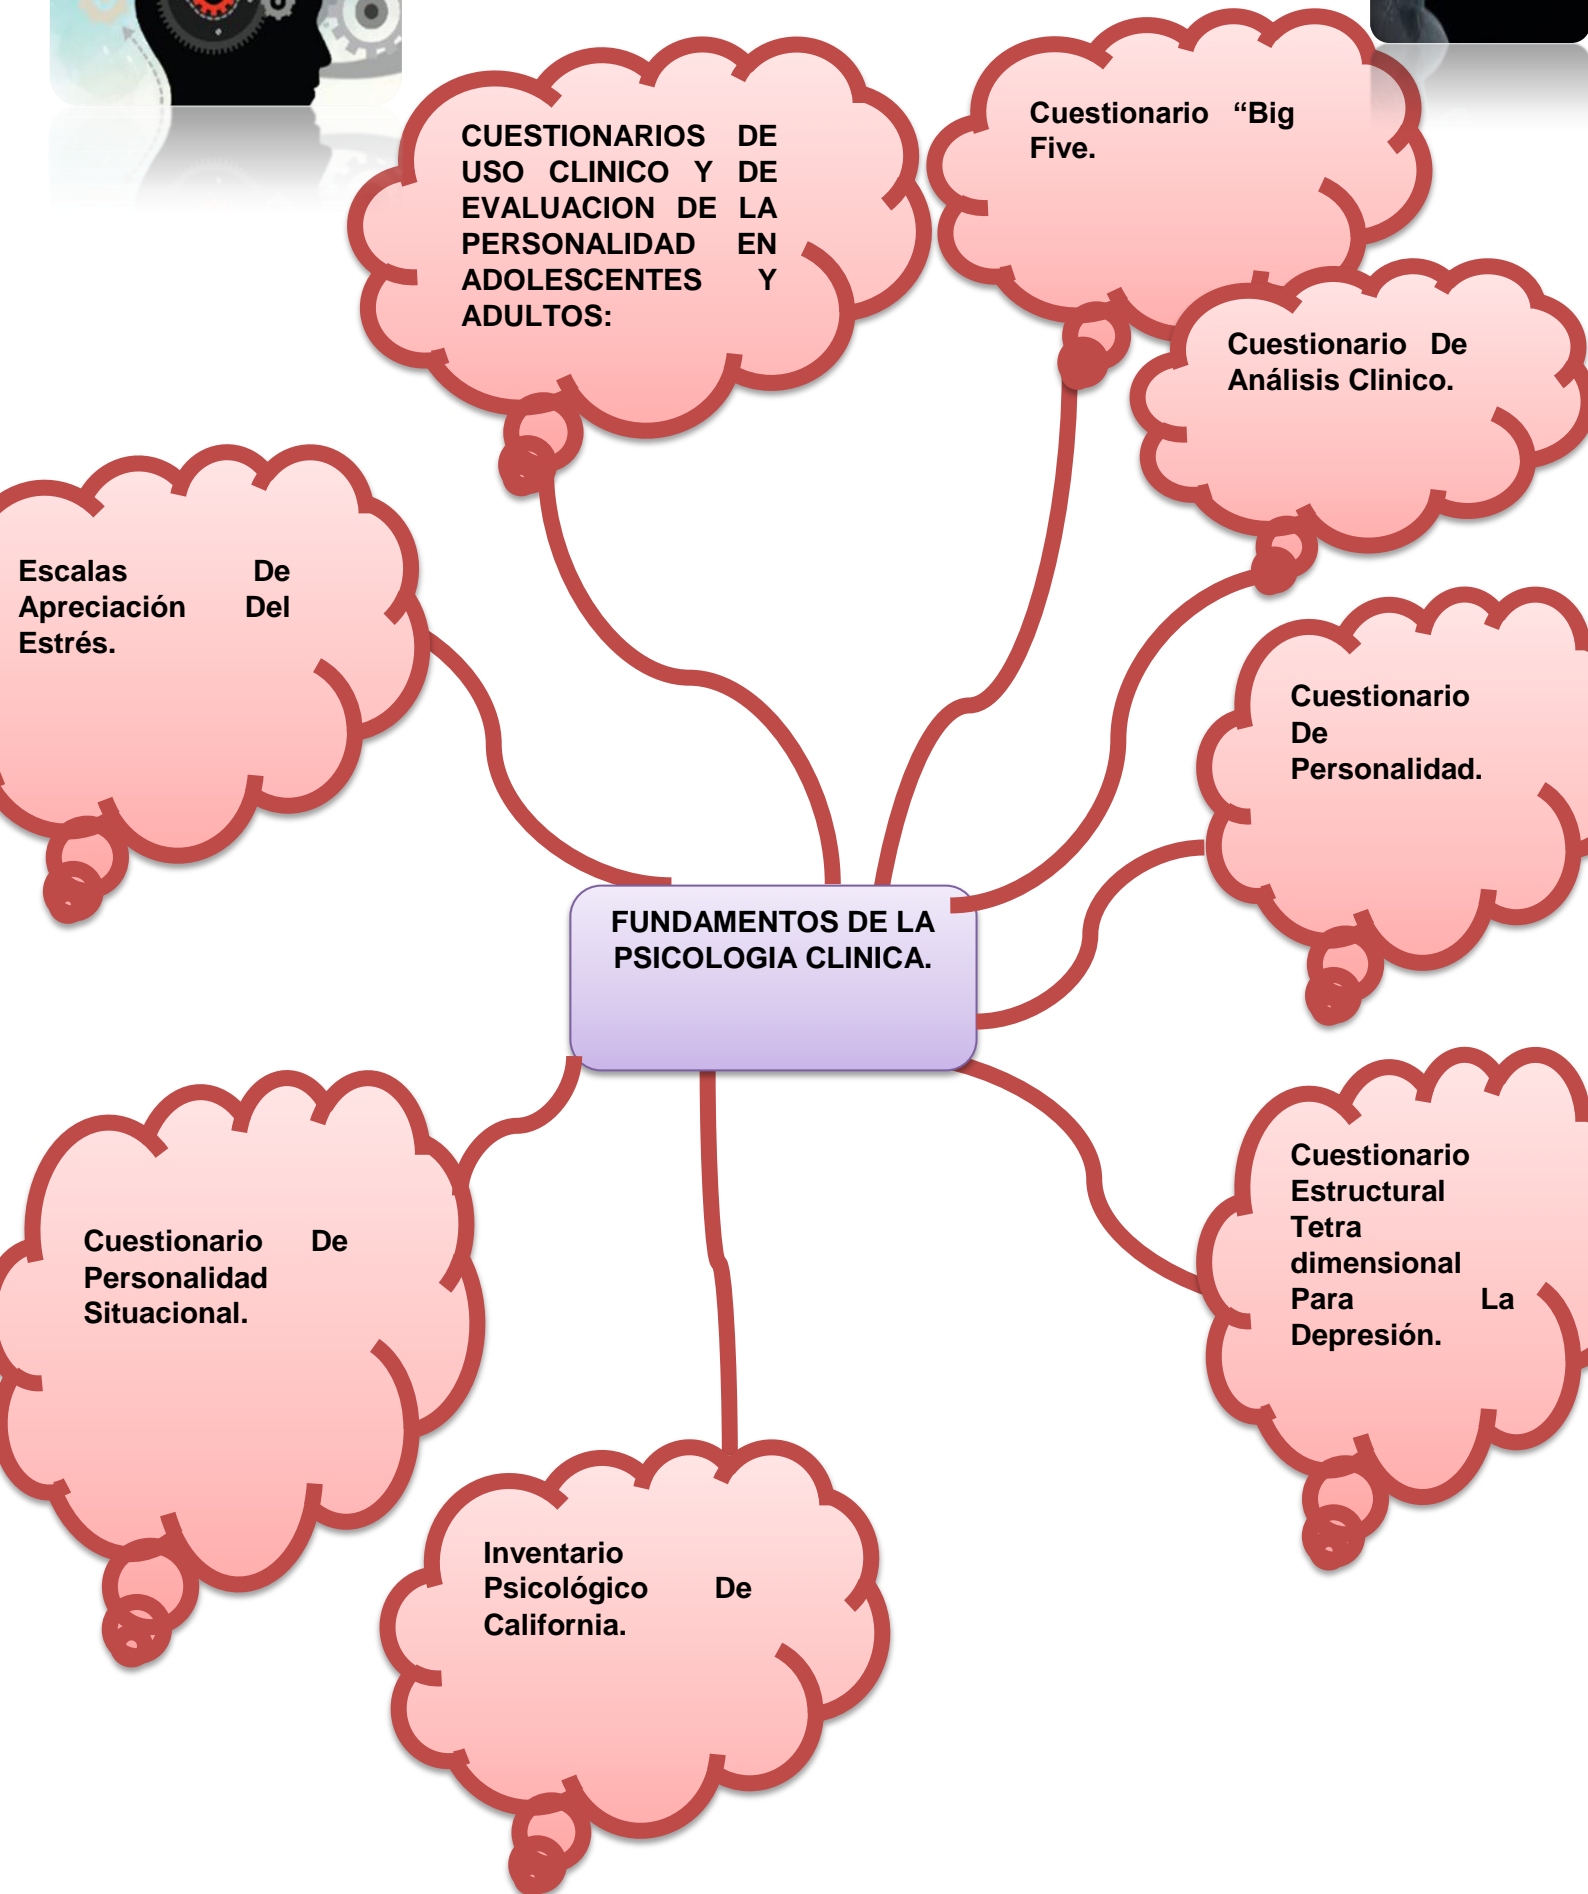 CUESTIONARIOS DE
USO CLINICO Y DE
EVALUACION DE LA
PERSONALIDAD EN
ADOLESCENTES Y
ADULTOS:
Cuestionario “Big
Five.
Cuestionario De
Análisis Clinico.
Escalas De
Apreciación Del
Estrés.
Cuestionario
De
Personalidad.
FUNDAMENTOS DE LA
PSICOLOGIA CLINICA.
Cuestionario
Estructural
Tetra
dimensional
Para La
Depresión.
Cuestionario De
Personalidad
Situacional.
Inventario
Psicológico De
California.